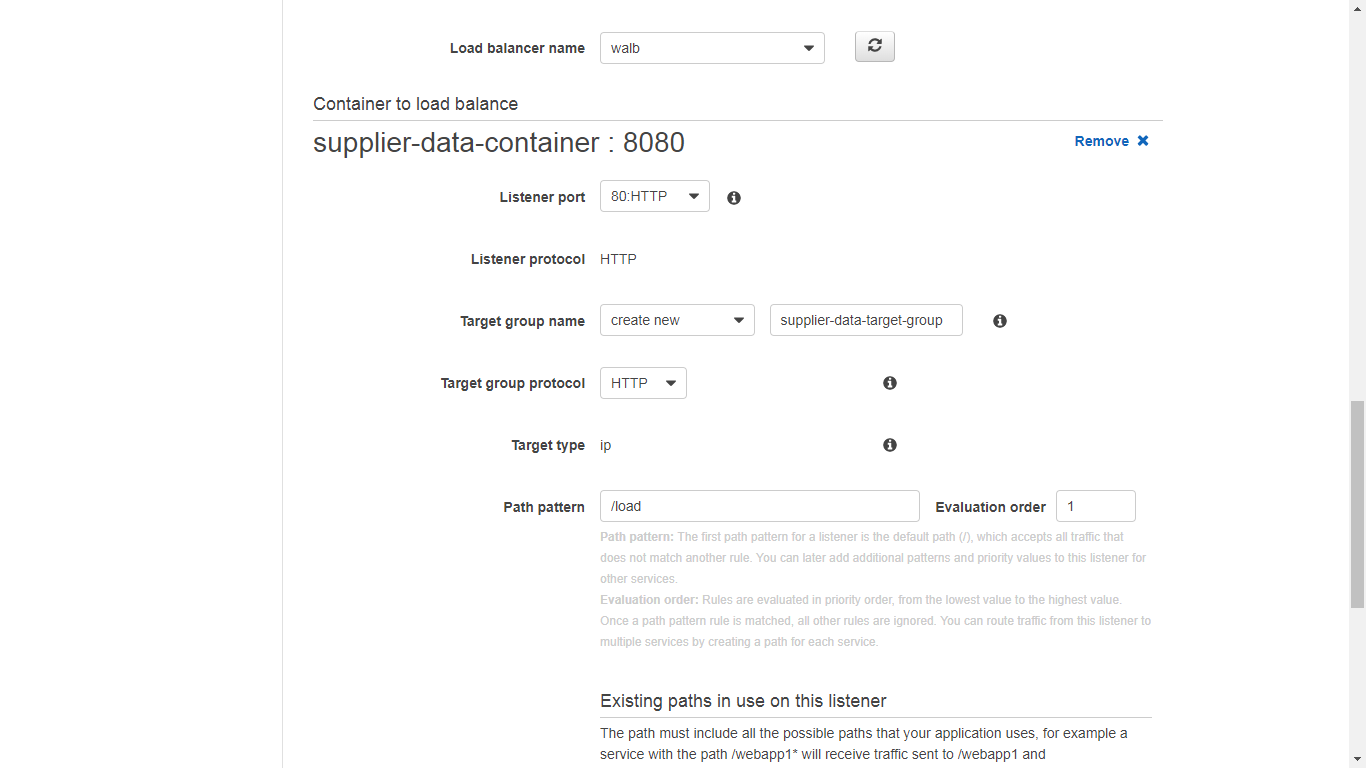 Load balancer name walb
Container to load balance
supplier-data-container : 8080 Remove
Listener port 80:HTTP
Listener protocol HTTP
Target group name create new supplier-data-target-group
Target group protocol HTTP
Target type ip
Path pattern /load Evaluation order 1
Path pattern: The first path pattern for a listener is the default path (/), which accepts all traffic that
does not match another rule. You can later add additional patterns and priority values to this listener for
other services.
Evaluation order: Rules are evaluated in priority order, from the lowest value to the highest value.
Once a path pattern rule is matched, all other rules are ignored. You can route traffic from this listener to
multiple services by creating a path for each service.
Existing paths in use on this listener
The path must include all the possible paths that your application uses, for example a
service with the path /webapp1* will receive traffic sent to /webapp1 and